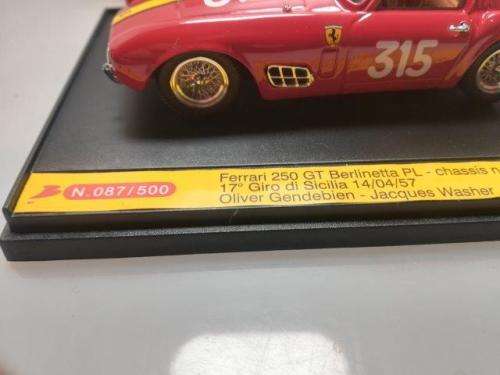 315
N.087/500
Ferrari 250 GT Berlinetta PL - chassis n
17° Giro di Sicilia 14/04/57
Oliver Gendebien - Jacques Washer